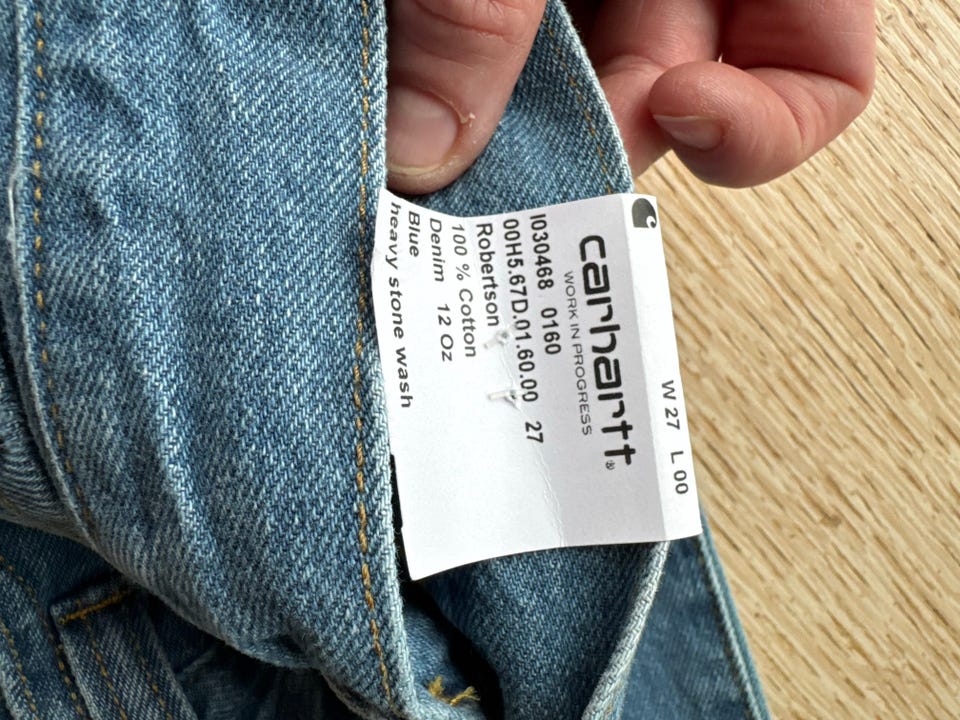 W 27 L 00
carhartt®
WORK IN PROGRESS
I030468 0160
00H5.67D.01.60.00 27
Robertson
100 % Cotton
Denim 12 Oz
Blue
heavy stone wash